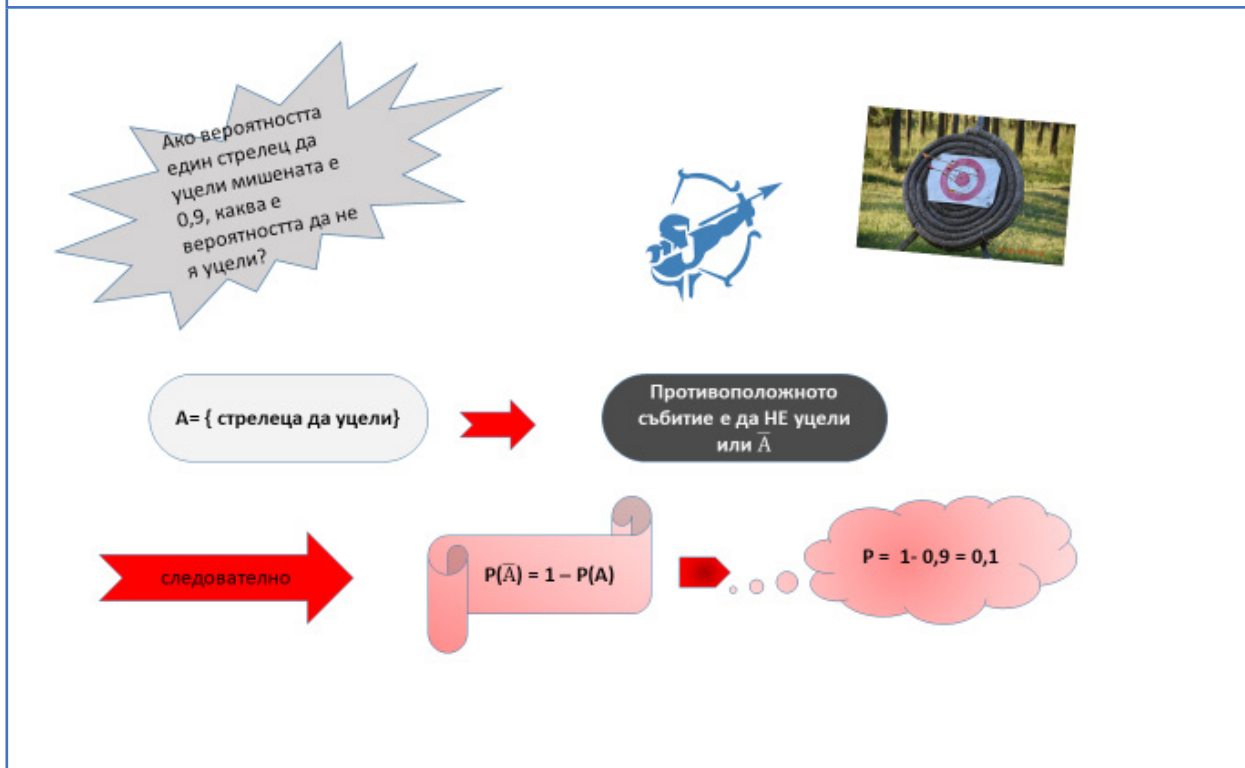 Ако вероятността
един стрелец да
уцели мишената е
0,9, каква е
вероятността да не
я уцели?
A= { стрелеца да уцели}
Противоположното
събитие е да НЕ уцели
или A̅
следователно
P(A̅) = 1 – P(A)
P = 1- 0,9 = 0,1